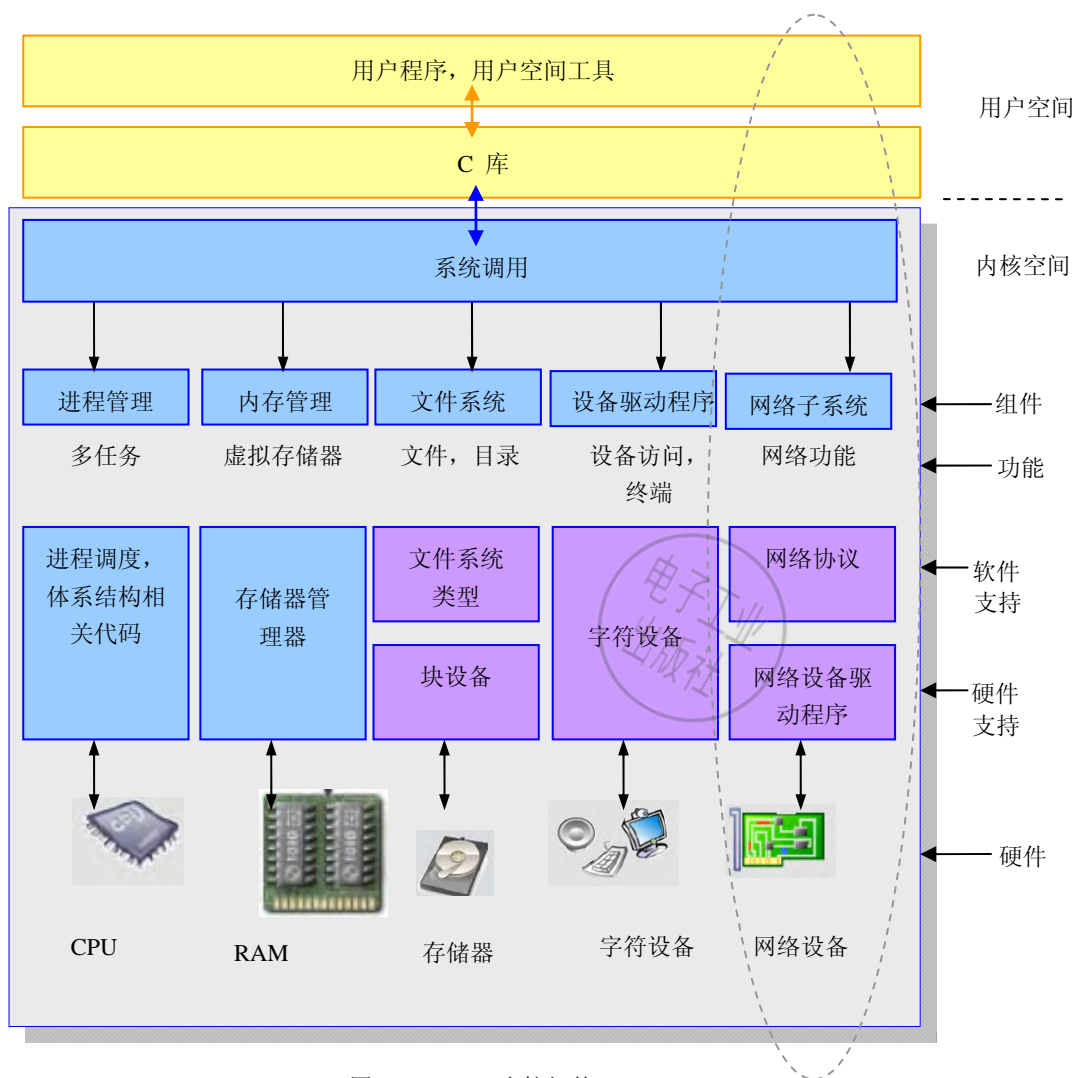 用户程序，用户空间工具
用户空间
C 库
系统调用
内核空间
进程管理
内存管理
文件系统
设备驱动程序
网络子系统
组件
多任务
虚拟存储器
文件，目录
设备访问，
终端
网络功能
功能
进程调度，
体系结构相
关代码
存储器管
理器
文件系统
类型
块设备
字符设备
网络协议
网络设备驱
动程序
软件
支持
硬件
支持
电子工业
出版社
硬件
CPU
RAM
存储器
字符设备
网络设备